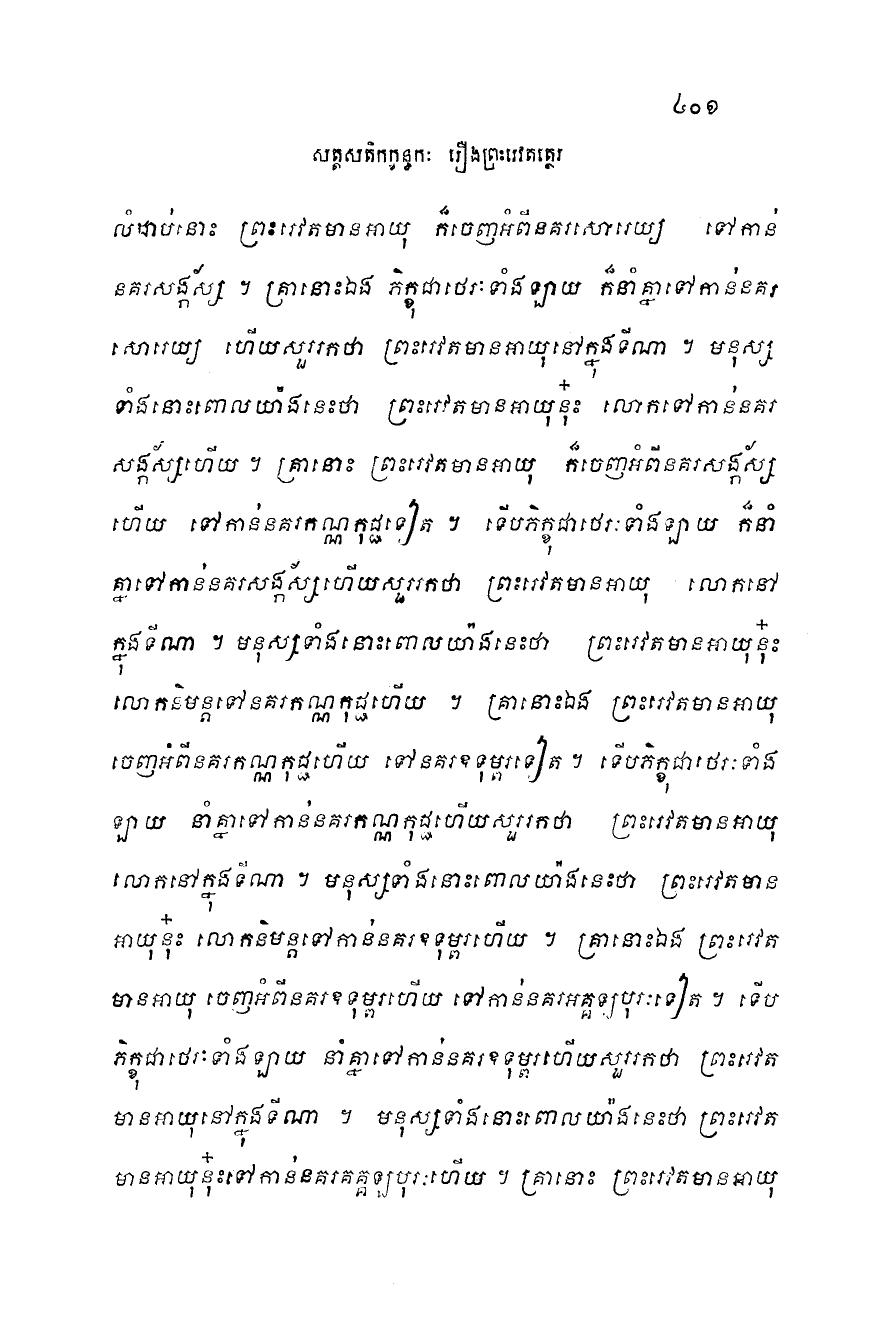 ៤០១
សត្តសតិកក្ខន្ធកៈ រឿងព្រះរេវតត្ថេរ
លំដាប់នោះ ព្រះរេវតមានអាយុ ក៏ចេញអំពីនគរសោរេយ្យ ទៅកាន់
នគរសង្កស្ស ។ គ្រានោះឯង ភិក្ខុជាថេរៈទាំងឡាយ ក៏នាំគ្នាទៅកាន់នគរ
សោរេយ្យ ហើយសួររកថា ព្រះរេវតមានអាយុនៅក្នុងទីណា ។ មនុស្ស
ទាំងនោះពោលយ៉ាងនេះថា ព្រះរេវតមានអាយុនុ៎ះ លោកទៅកាន់នគរ
សង្កស្សហើយ ។ គ្រានោះ ព្រះរេវតមានអាយុ ក៏ចេញអំពីនគរសង្កស្ស
ហើយ ទៅកាន់នគរកណ្ណកុជ្ជទៀត ។ ទើបភិក្ខុជាថេរៈទាំងឡាយ ក៏នាំ
គ្នាទៅកាន់នគរសង្កស្សហើយសួររកថា ព្រះរេវតមានអាយុ លោកនៅ
ក្នុងទីណា ។ មនុស្សទាំងនោះពោលយ៉ាងនេះថា ព្រះរេវតមានអាយុនុ៎ះ
លោកនិមន្តទៅនគរកណ្ណកុជ្ជហើយ ។ គ្រានោះឯង ព្រះរេវតមានអាយុ
ចេញអំពីនគរកណ្ណកុជ្ជហើយ ទៅនគរឧទុម្ពរទៀត ។ ទើបភិក្ខុជាថេរៈទាំង
ឡាយ នាំគ្នាទៅកាន់នគរកណ្ណកុជ្ជហើយសួររកថា ព្រះរេវតមានអាយុ
លោកនៅក្នុងទីណា ។ មនុស្សទាំងនោះពោលយ៉ាងនេះថា ព្រះរេវតមាន
អាយុនុ៎ះ លោកនិមន្តទៅកាន់នគរឧទុម្ពរហើយ ។ គ្រានោះឯង ព្រះរេវត
មានអាយុ ចេញអំពីនគរឧទុម្ពរហើយ ទៅកាន់នគរអគ្គឡបុរៈទៀត ។ ទើប
ភិក្ខុជាថេរៈទាំងឡាយ នាំគ្នាទៅកាន់នគរឧទុម្ពរហើយសួររកថា ព្រះរេវត
មានអាយុនៅក្នុងទីណា ។ មនុស្សទាំងនោះពោលយ៉ាងនេះថា ព្រះរេវត
មានអាយុនុ៎ះទៅកាន់នគរគគ្គឡបុរៈហើយ ។ គ្រានោះ ព្រះរេវតមានអាយុ